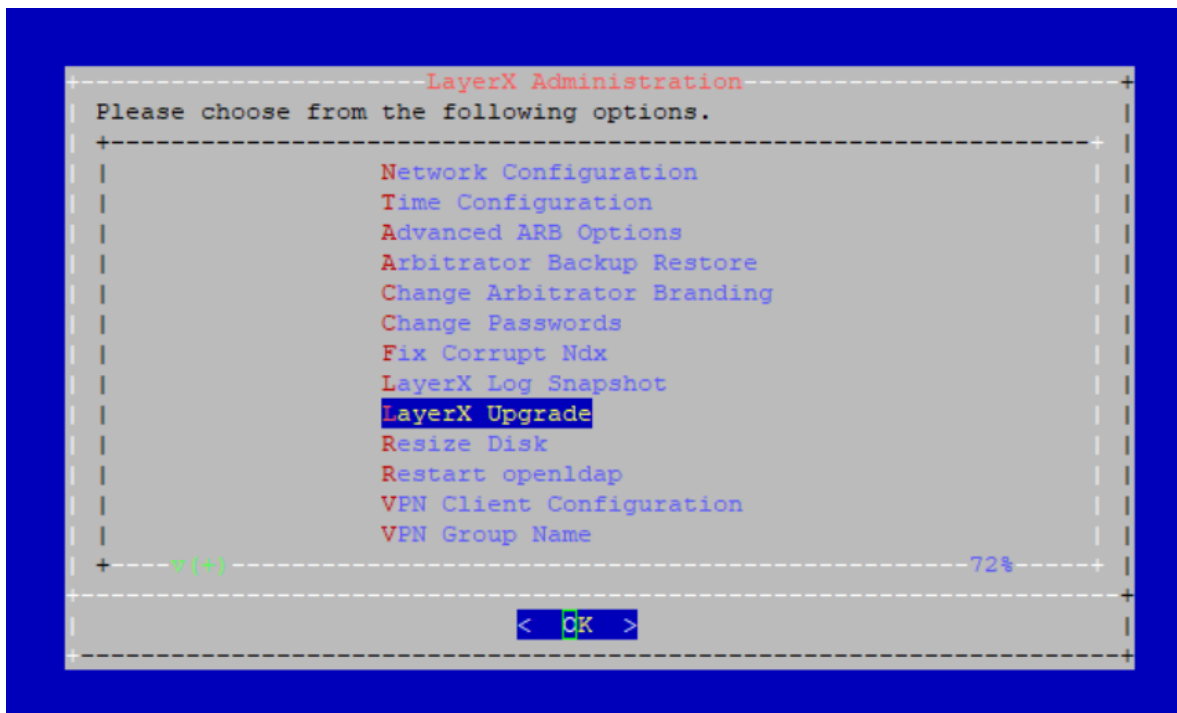 LayerX Administration
Please choose from the following options.
Network Configuration
Time Configuration
Advanced ARB Options
Arbitrator Backup Restore
Change Arbitrator Branding
Change Passwords
Fix Corrupt Ndx
LayerX Log Snapshot
LayerX Upgrade
Resize Disk
Restart openldap
VPN Client Configuration
VPN Group Name
v(+) 72%
< OK >